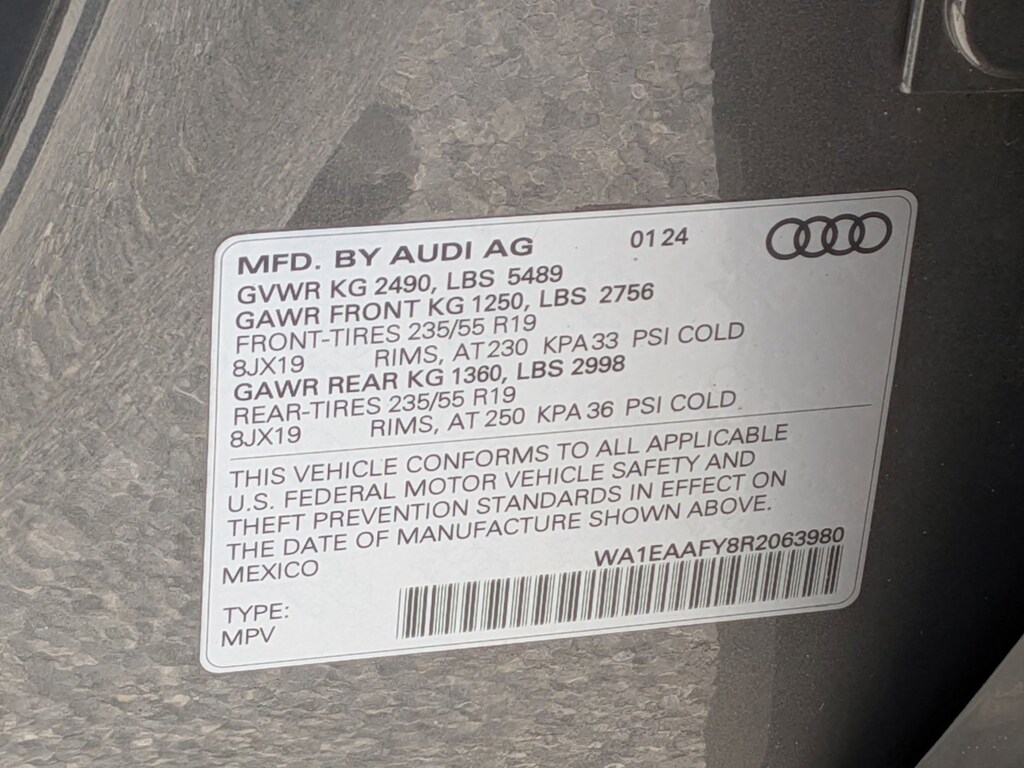 MFD. BY AUDI AG 01 24
GVWR KG 2490, LBS 5489
GAWR FRONT KG 1250, LBS 2756
FRONT-TIRES 235/55 R19
8JX19 RIMS, AT 230 KPA 33 PSI COLD
GAWR REAR KG 1360, LBS 2998
REAR-TIRES 235/55 R19
8JX19 RIMS, AT 250 KPA 36 PSI COLD
THIS VEHICLE CONFORMS TO ALL APPLICABLE
U.S. FEDERAL MOTOR VEHICLE SAFETY AND
THEFT PREVENTION STANDARDS IN EFFECT ON
THE DATE OF MANUFACTURE SHOWN ABOVE.
MEXICO WA1EAAFY8R2063980
TYPE:
MPV